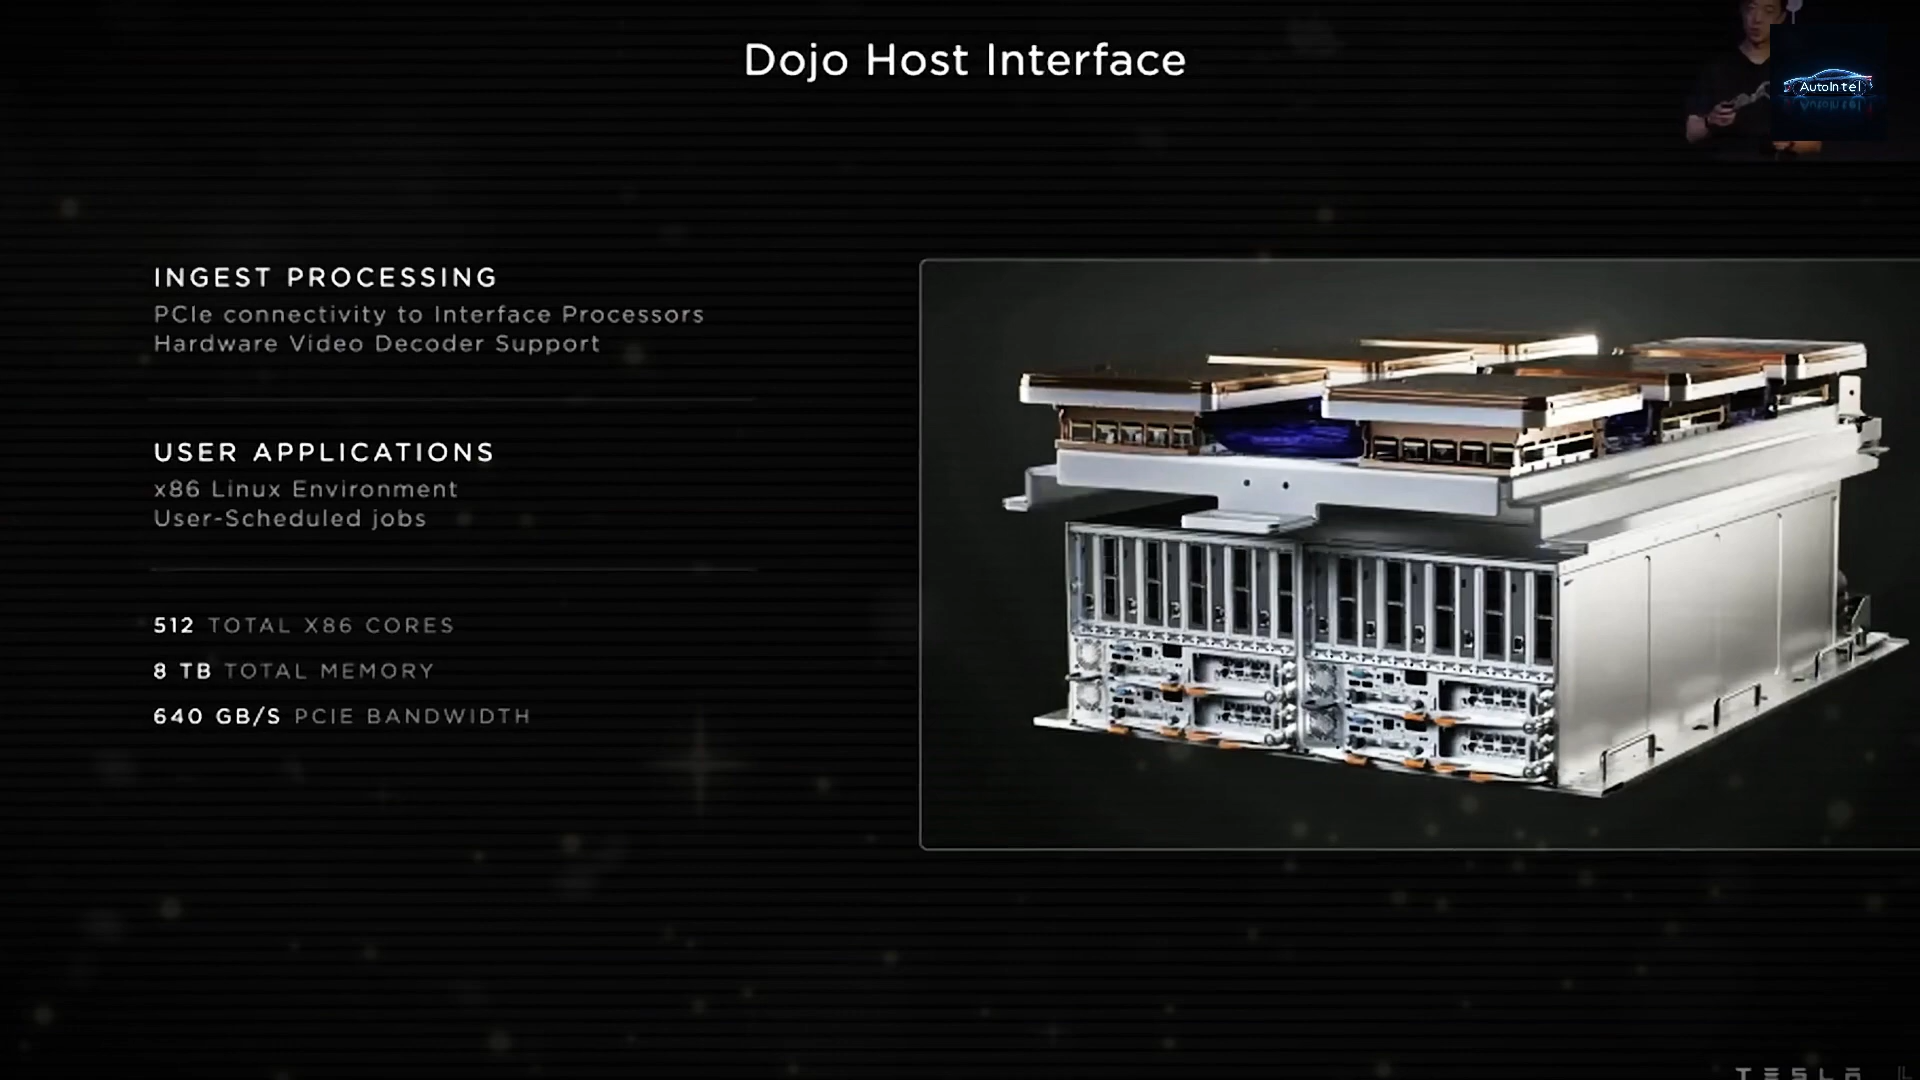 Dojo Host Interface
AutoIntel
INGEST PROCESSING
PCIe connectivity to Interface Processors
Hardware Video Decoder Support
USER APPLICATIONS
x86 Linux Environment
User-Scheduled jobs
512 TOTAL X86 CORES
8 TB TOTAL MEMORY
640 GB/S PCIE BANDWIDTH
TESLA